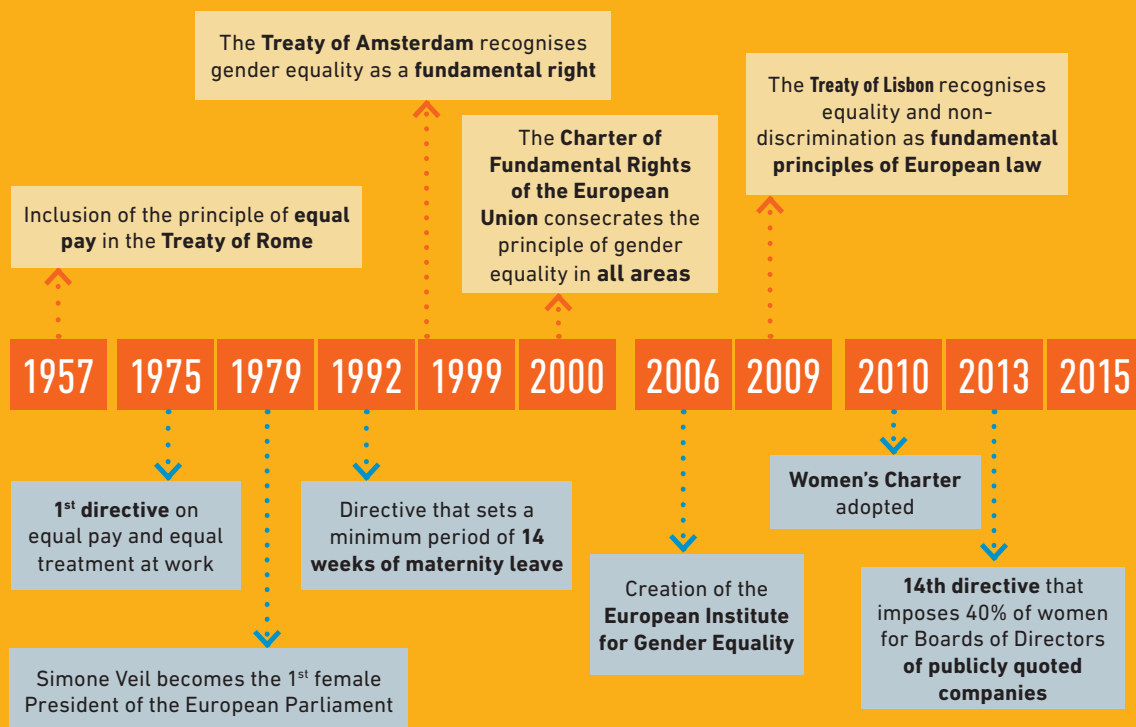 The Treaty of Amsterdam recognises
gender equality as a fundamental right
The Treaty of Lisbon recognises
equality and non-
discrimination as fundamental
principles of European law
The Charter of
Fundamental Rights
of the European
Union consecrates the
principle of gender
equality in all areas
Inclusion of the principle of equal
pay in the Treaty of Rome
1957 1975 1979 1992 1999 2000 2006 2009 2010 2013 2015
1st directive on
equal pay and equal
treatment at work
Directive that sets a
minimum period of 14
weeks of maternity leave
Women’s Charter
adopted
Creation of the
European Institute
for Gender Equality
14th directive that
imposes 40% of women
for Boards of Directors
of publicly quoted
companies
Simone Veil becomes the 1st female
President of the European Parliament